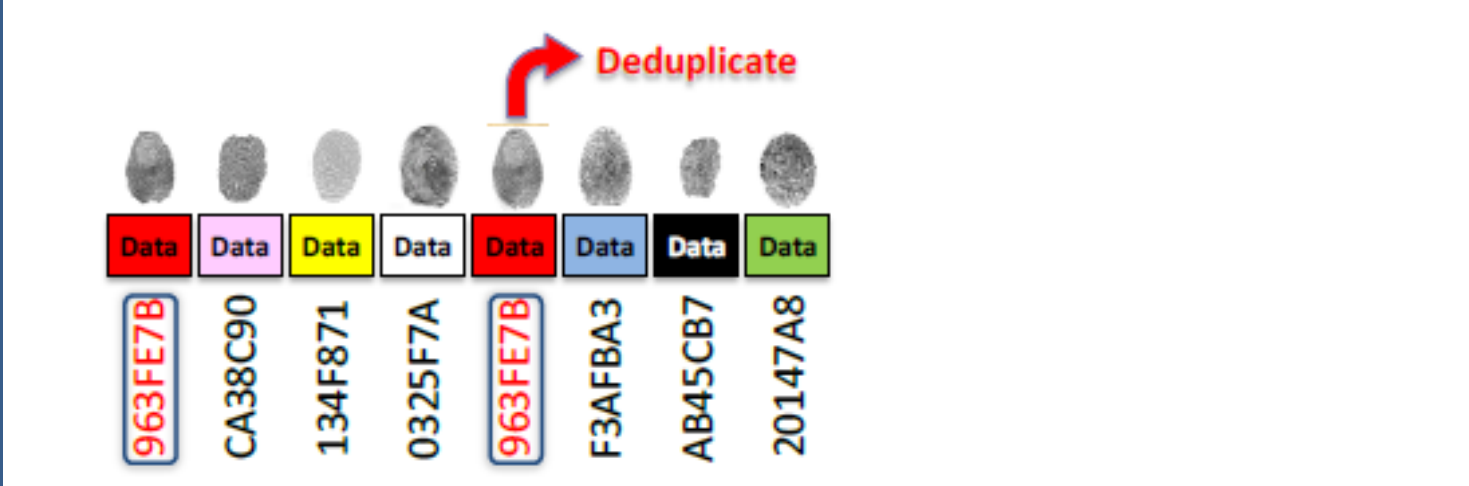 Deduplicate
Data Data Data Data Data Data Data Data
963FE7B
CA38C90
134F871
0325F7A
963FE7B
F3AFBA3
AB45CB7
20147A8